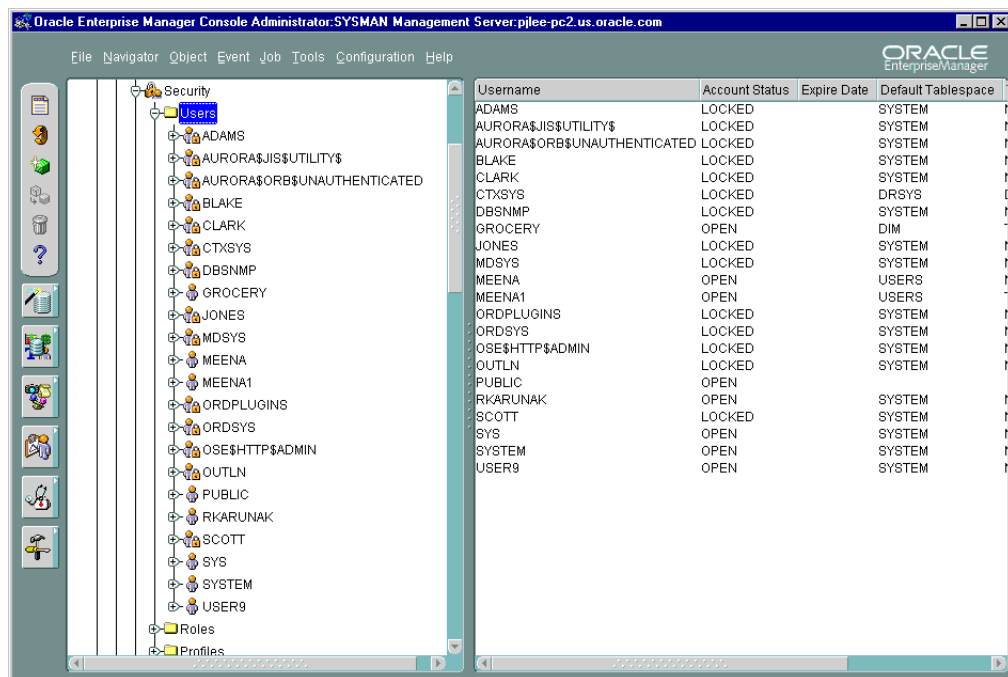 Oracle Enterprise Manager Console Administrator:SYSMAN Management Server:pjlee-pc2.us.oracle.com
File Navigator Object Event Job Tools Configuration Help
ORACLE
EnterpriseManager
Security
Users
ADAMS
AURORA$JIS$UTILITY$
AURORA$ORB$UNAUTHENTICATED
BLAKE
CLARK
CTXSYS
DBSNMP
GROCERY
JONES
MDSYS
MEENA
MEENA1
ORDPLUGINS
ORDSYS
OSE$HTTP$ADMIN
OUTLN
PUBLIC
RKARUNAK
SCOTT
SYS
SYSTEM
USER9
Roles
Profiles
Username Account Status Expire Date Default Tablespace
ADAMS LOCKED SYSTEM
AURORA$JIS$UTILITY$ LOCKED SYSTEM
AURORA$ORB$UNAUTHENTICATED LOCKED SYSTEM
BLAKE LOCKED SYSTEM
CLARK LOCKED SYSTEM
CTXSYS LOCKED DRSYS
DBSNMP LOCKED SYSTEM
GROCERY OPEN DIM
JONES LOCKED SYSTEM
MDSYS LOCKED SYSTEM
MEENA OPEN USERS
MEENA1 OPEN USERS
ORDPLUGINS LOCKED SYSTEM
ORDSYS LOCKED SYSTEM
OSE$HTTP$ADMIN LOCKED SYSTEM
OUTLN LOCKED SYSTEM
PUBLIC OPEN
RKARUNAK OPEN SYSTEM
SCOTT LOCKED SYSTEM
SYS OPEN SYSTEM
SYSTEM OPEN SYSTEM
USER9 OPEN SYSTEM